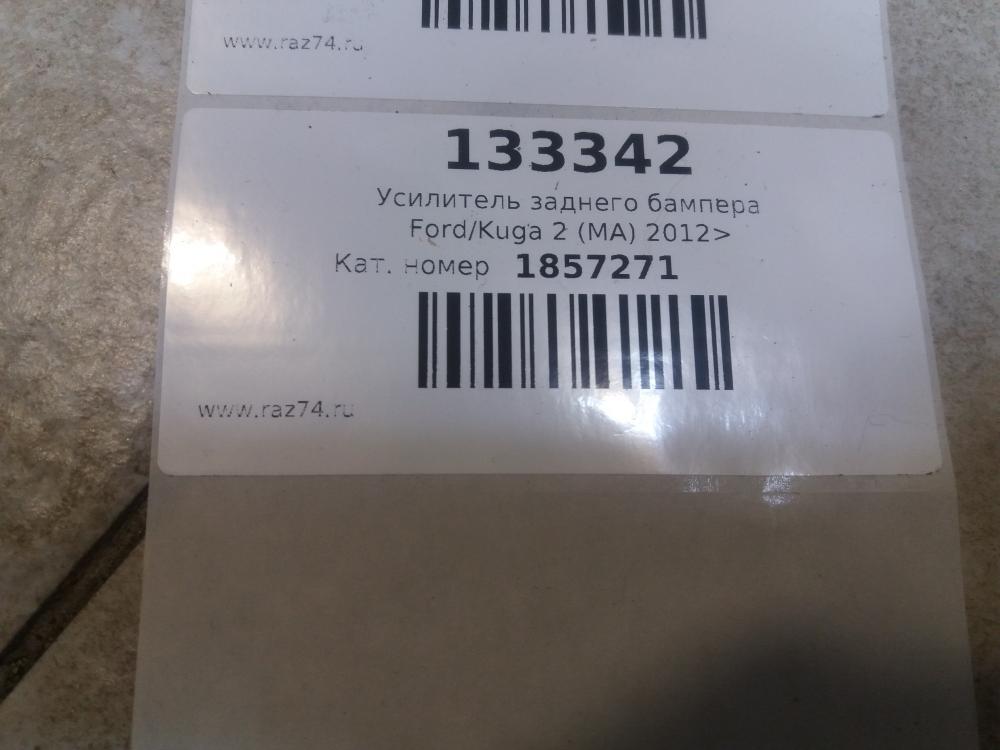 www.raz74.ru
133342
Усилитель заднего бампера
Ford/Kuga 2 (MA) 2012>
Кат. номер 1857271
www.raz74.ru